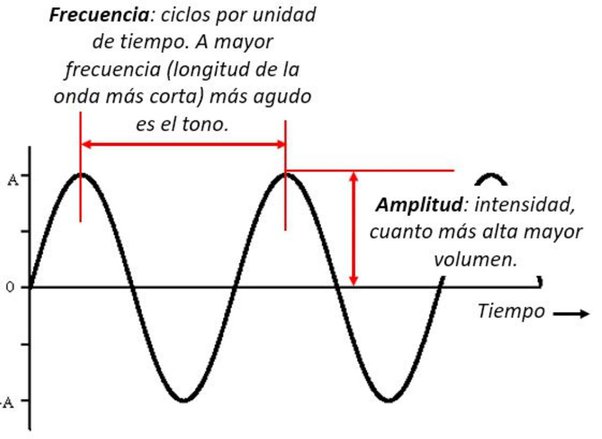 Frecuencia: ciclos por unidad
de tiempo. A mayor
frecuencia (longitud de la
onda más corta) más agudo
es el tono.
A
Amplitud: intensidad,
cuanto más alta mayor
volumen.
0
Tiempo
-A